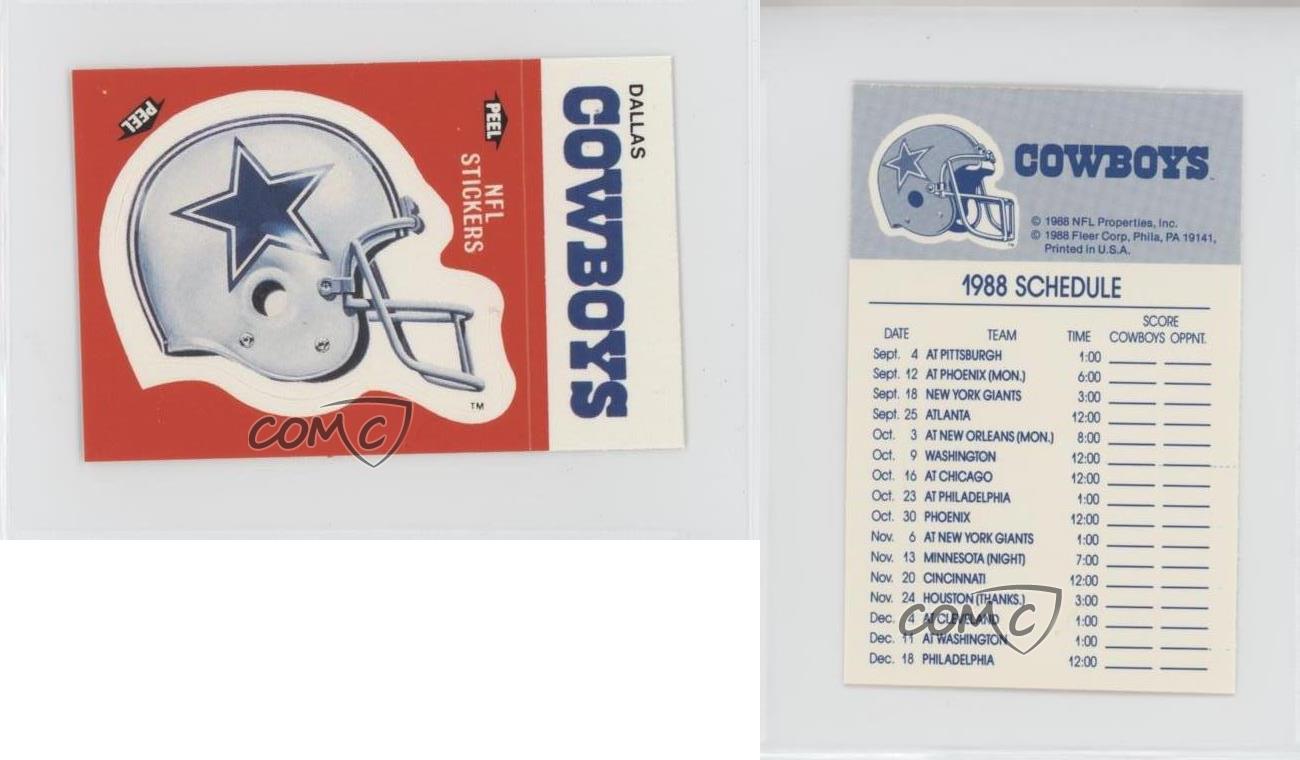 PEEL
PEEL
NFL
STICKERS
DALLAS
COWBOYS
TM
COMC
COWBOYS
TM
© 1988 NFL Properties, Inc.
© 1988 Fleer Corp, Phila, PA 19141,
Printed in U.S.A.
1988 SCHEDULE
SCORE
DATE TEAM TIME COWBOYS OPPNT.
Sept. 4 AT PITTSBURGH 1:00
Sept. 12 AT PHOENIX (MON.) 6:00
Sept. 18 NEW YORK GIANTS 3:00
Sept. 25 ATLANTA 12:00
Oct. 3 AT NEW ORLEANS (MON.) 8:00
Oct. 9 WASHINGTON 12:00
Oct. 16 AT CHICAGO 12:00
Oct. 23 AT PHILADELPHIA 1:00
Oct. 30 PHOENIX 12:00
Nov. 6 AT NEW YORK GIANTS 1:00
Nov. 13 MINNESOTA (NIGHT) 7:00
Nov. 20 CINCINNATI 12:00
Nov. 24 HOUSTON (THANKS.) 3:00
Dec. 4 AT CLEVELAND 1:00
Dec. 11 AT WASHINGTON 1:00
Dec. 18 PHILADELPHIA 12:00
COMC